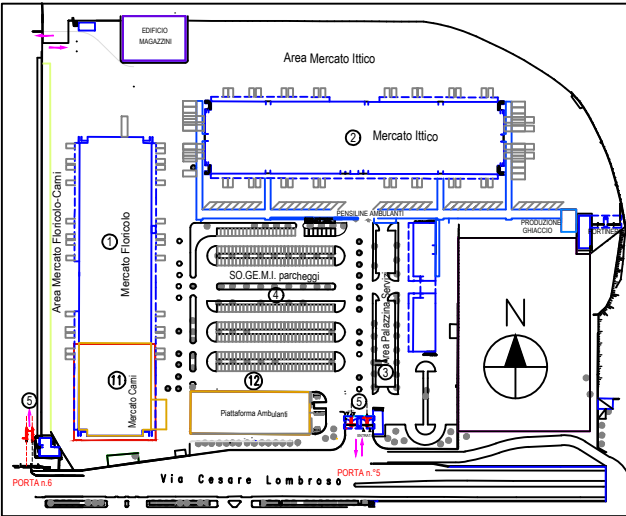 EDIFICIO
MAGAZZINI
Area Mercato Ittico
2
Mercato Ittico
Area Mercato Floricolo-Carni
1
Mercato Floricolo
PENSILINE AMBULANTI
PRODUZIONE
GHIACCIO
SO.GE.M.I. parcheggi
4
Area Palazzina Servizi
3
N
11
Mercato Carni
12
Piattaforma Ambulanti
5
5
PORTA n.6
PORTA n.°5
Via Cesare Lombroso